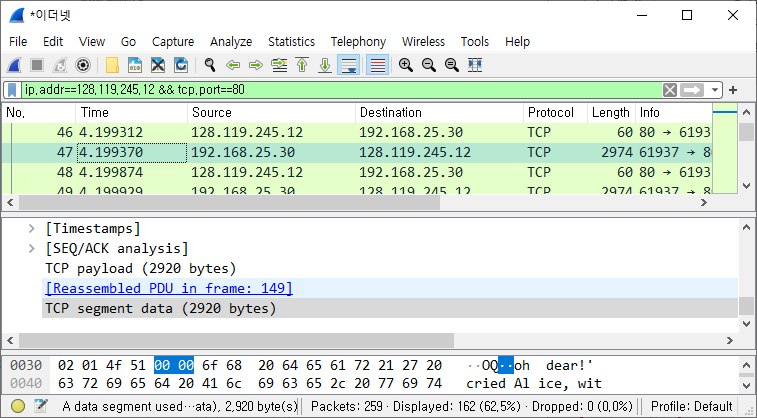 *이더넷
File Edit View Go Capture Analyze Statistics Telephony Wireless Tools Help
ip,addr==128,119,245,12 && tcp,port==80
No. Time Source Destination Protocol Length Info
46 4.199312 128.119.245.12 192.168.25.30 TCP 60 80 → 6193
47 4.199370 192.168.25.30 128.119.245.12 TCP 2974 61937 → 8
48 4.199874 128.119.245.12 192.168.25.30 TCP 60 80 → 6193
49 4.199929 192.168.25.30 128.119.245.12 TCP 2974 61937 → 8
[Timestamps]
[SEQ/ACK analysis]
TCP payload (2920 bytes)
[Reassembled PDU in frame: 149]
TCP segment data (2920 bytes)
0030 02 01 4f 51 00 00 6f 68 20 64 65 61 72 21 27 20 ··OQ··oh dear!'
0040 63 72 69 65 64 20 41 6c 69 63 65 2c 20 77 69 74 cried Al ice, wit
A data segment used…ata), 2,920 byte(s) Packets: 259 · Displayed: 162 (62,5%) · Dropped: 0 (0,0%) Profile: Default